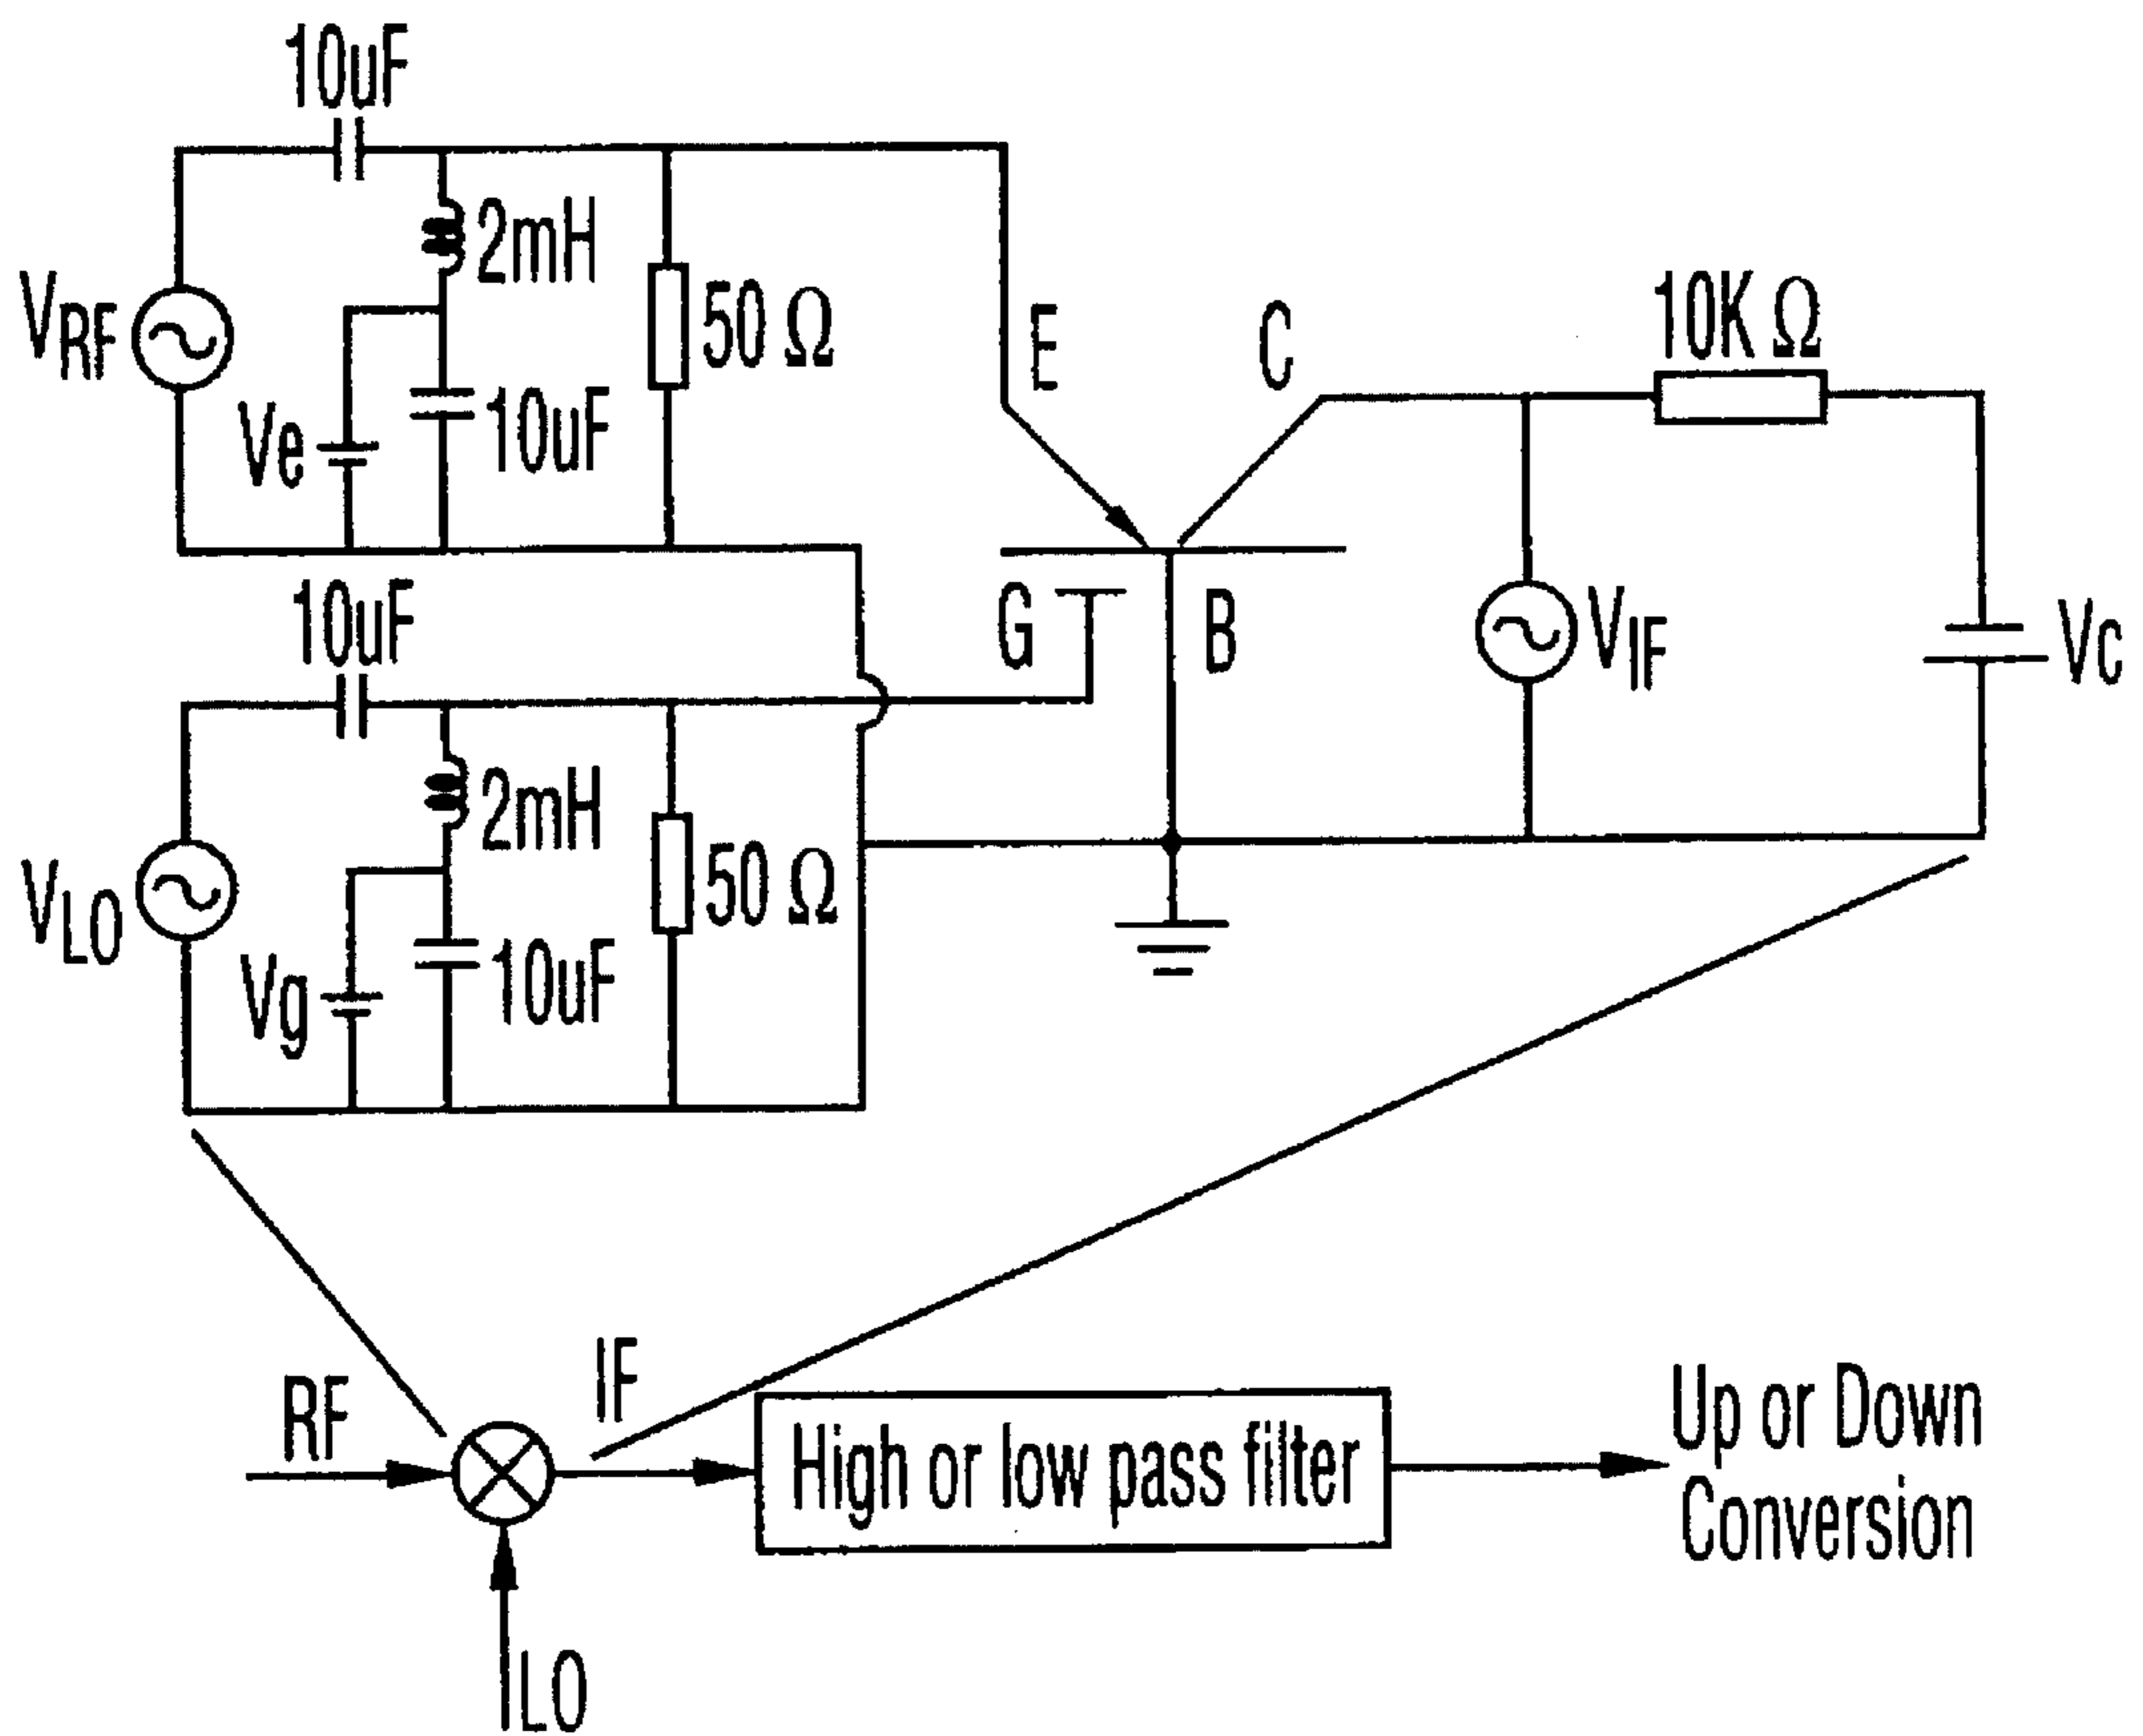 10uF
2mH
VRF
50 Ω
E
C
10K Ω
Ve
10uF
10uF
G
B
VIF
Vc
2mH
VLO
50 Ω
Vg
10uF
RF
IF
High or low pass filter
Up or Down
Conversion
LO